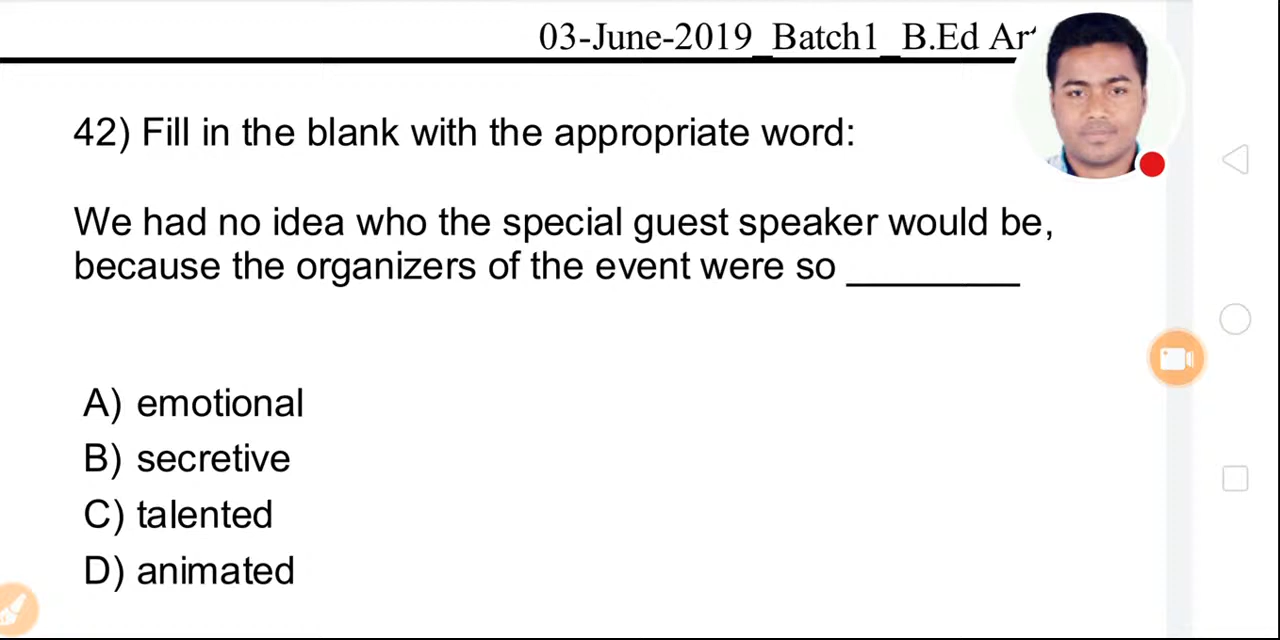 03-June-2019_Batch1_B.Ed
42) Fill in the blank with the appropriate word:
We had no idea who the special guest speaker would be,
because the organizers of the event were so ________
A) emotional
B) secretive
C) talented
D) animated